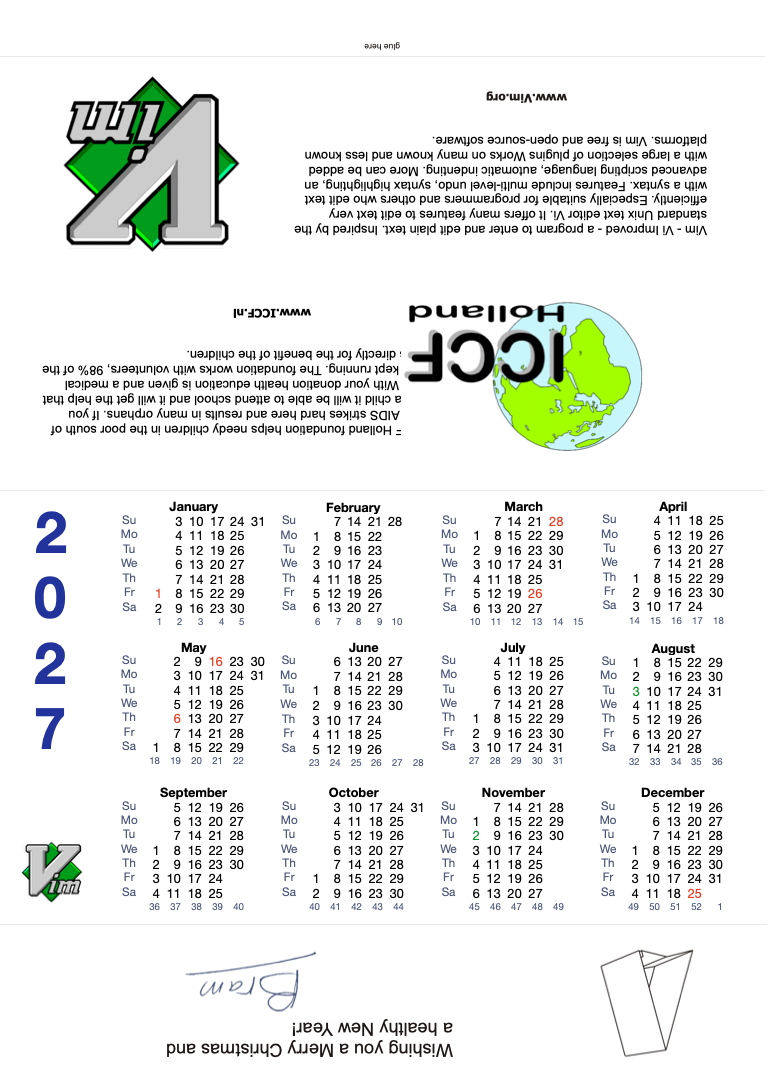 glue here
Vim
Vim - Vi Improved - a program to enter and edit plain text. Inspired by the
standard Unix text editor Vi. It offers many features to edit text very
efficiently. Especially suitable for programmers and others who edit text
with a syntax. Features include multi-level undo, syntax highlighting, an
advanced scripting language, automatic indenting. More can be added
with a large selection of plugins Works on many known and less known
platforms. Vim is free and open-source software.
www.Vim.org
ICCF
Holland
Holland foundation helps needy children in the poor south of
AIDS strikes hard here and results in many orphans. If you
a child it will be able to attend school and it will get the help that
With your donation health education is given and a medical
kept running. The foundation works with volunteers, 98% of the
directly for the benefit of the children.
www.ICCF.nl
2
0
2
7
January
Su 3 10 17 24 31
Mo 4 11 18 25
Tu 5 12 19 26
We 6 13 20 27
Th 7 14 21 28
Fr 1 8 15 22 29
Sa 2 9 16 23 30
1 2 3 4 5
February
Su 7 14 21 28
Mo 1 8 15 22
Tu 2 9 16 23
We 3 10 17 24
Th 4 11 18 25
Fr 5 12 19 26
Sa 6 13 20 27
6 7 8 9 10
March
Su 7 14 21 28
Mo 1 8 15 22 29
Tu 2 9 16 23 30
We 3 10 17 24 31
Th 4 11 18 25
Fr 5 12 19 26
Sa 6 13 20 27
10 11 12 13 14 15
April
Su 4 11 18 25
Mo 5 12 19 26
Tu 6 13 20 27
We 7 14 21 28
Th 1 8 15 22 29
Fr 2 9 16 23 30
Sa 3 10 17 24
14 15 16 17 18
May
Su 2 9 16 23 30
Mo 3 10 17 24 31
Tu 4 11 18 25
We 5 12 19 26
Th 6 13 20 27
Fr 7 14 21 28
Sa 1 8 15 22 29
18 19 20 21 22
June
Su 6 13 20 27
Mo 7 14 21 28
Tu 1 8 15 22 29
We 2 9 16 23 30
Th 3 10 17 24
Fr 4 11 18 25
Sa 5 12 19 26
23 24 25 26 27 28
July
Su 4 11 18 25
Mo 5 12 19 26
Tu 6 13 20 27
We 7 14 21 28
Th 1 8 15 22 29
Fr 2 9 16 23 30
Sa 3 10 17 24 31
27 28 29 30 31
August
Su 1 8 15 22 29
Mo 2 9 16 23 30
Tu 3 10 17 24 31
We 4 11 18 25
Th 5 12 19 26
Fr 6 13 20 27
Sa 7 14 21 28
32 33 34 35 36
September
Su 5 12 19 26
Mo 6 13 20 27
Tu 7 14 21 28
We 1 8 15 22 29
Th 2 9 16 23 30
Fr 3 10 17 24
Sa 4 11 18 25
36 37 38 39 40
October
Su 3 10 17 24 31
Mo 4 11 18 25
Tu 5 12 19 26
We 6 13 20 27
Th 7 14 21 28
Fr 1 8 15 22 29
Sa 2 9 16 23 30
40 41 42 43 44
November
Su 7 14 21 28
Mo 1 8 15 22 29
Tu 2 9 16 23 30
We 3 10 17 24
Th 4 11 18 25
Fr 5 12 19 26
Sa 6 13 20 27
45 46 47 48 49
December
Su 5 12 19 26
Mo 6 13 20 27
Tu 7 14 21 28
We 1 8 15 22 29
Th 2 9 16 23 30
Fr 3 10 17 24 31
Sa 4 11 18 25
49 50 51 52 1
Vim
Wishing a you a Merry Christmas and
a healthy New Year!
Bram